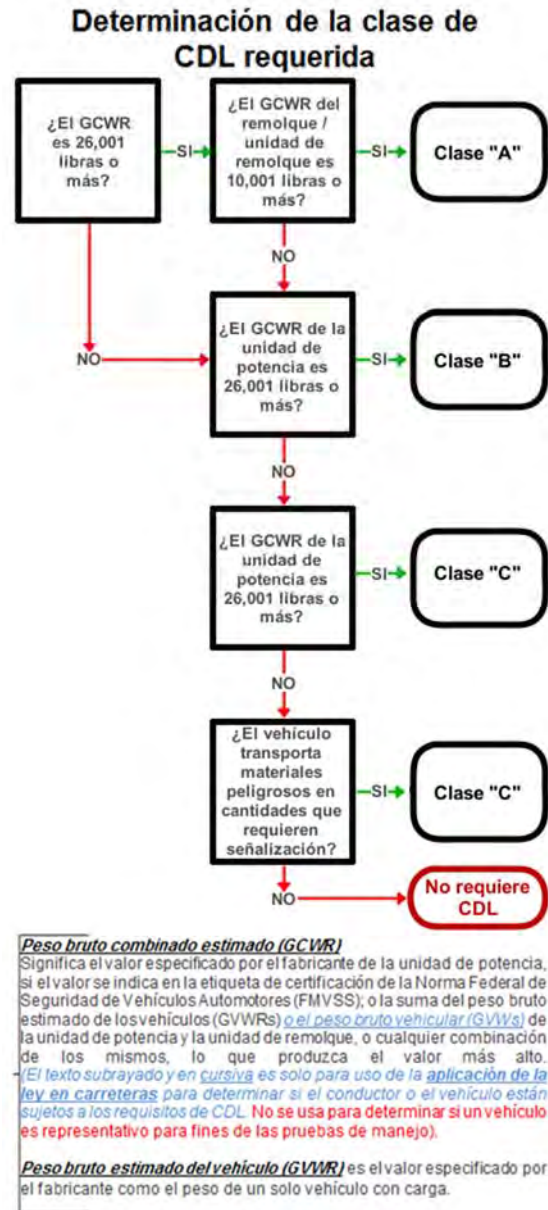 Determinación de la clase de
CDL requerida
¿El GCWR
es 26,001
libras o
más?
SI
¿El GCWR del
remolque /
unidad de
remolque es
10,001 libras o
más?
SI
Clase "A"
NO
NO
¿El GCWR de la
unidad de
potencia es
26,001 libras o
más?
SI
Clase "B"
NO
¿El GCWR de la
unidad de
potencia es
26,001 libras o
más?
SI
Clase "C"
NO
¿El vehículo
transporta
materiales
peligrosos en
cantidades que
requieren
señalización?
SI
Clase "C"
NO
No requiere
CDL
Peso bruto combinado estimado (GCWR)
Significa el valor especificado por el fabricante de la unidad de potencia,
si el valor se indica en la etiqueta de certificación de la Norma Federal de
Seguridad de Vehículos Automotores (FMVSS); o la suma del peso bruto
estimado de los vehículos (GVWRs) o el peso bruto vehicular (GVWs) de
la unidad de potencia y la unidad de remolque, o cualquier combinación
de los mismos, lo que produzca el valor más alto.
(El texto subrayado y en cursiva es solo para uso de la aplicación de la
ley en carreteras para determinar si el conductor o el vehículo están
sujetos a los requisitos de CDL. No se usa para determinar si un vehículo
es representativo para fines de las pruebas de manejo).
Peso bruto estimado del vehículo (GVWR) es el valor especificado por
el fabricante como el peso de un solo vehículo con carga.